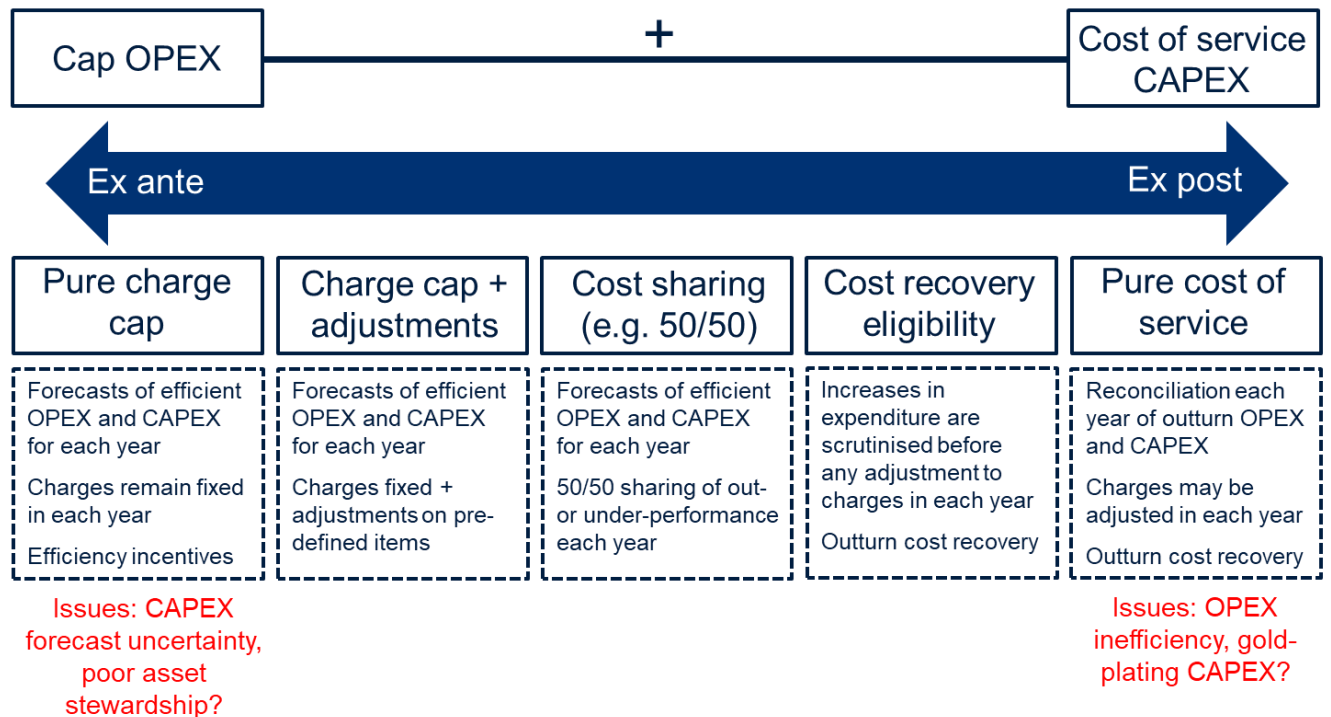 Cap OPEX
+
Cost of service
CAPEX
Ex ante
Ex post
Pure charge
cap
Charge cap +
adjustments
Cost sharing
(e.g. 50/50)
Cost recovery
eligibility
Pure cost of
service
Forecasts of efficient
OPEX and CAPEX
for each year
Charges remain fixed
in each year
Efficiency incentives
Forecasts of efficient
OPEX and CAPEX
for each year
Charges fixed +
adjustments on pre-
defined items
Forecasts of efficient
OPEX and CAPEX
for each year
50/50 sharing of out-
or under-performance
each year
Increases in
expenditure are
scrutinised before
any adjustment to
charges in each year
Outturn cost recovery
Reconciliation each
year of outturn OPEX
and CAPEX
Charges may be
adjusted in each year
Outturn cost recovery
Issues: CAPEX
forecast uncertainty,
poor asset
stewardship?
Issues: OPEX
inefficiency, gold-
plating CAPEX?